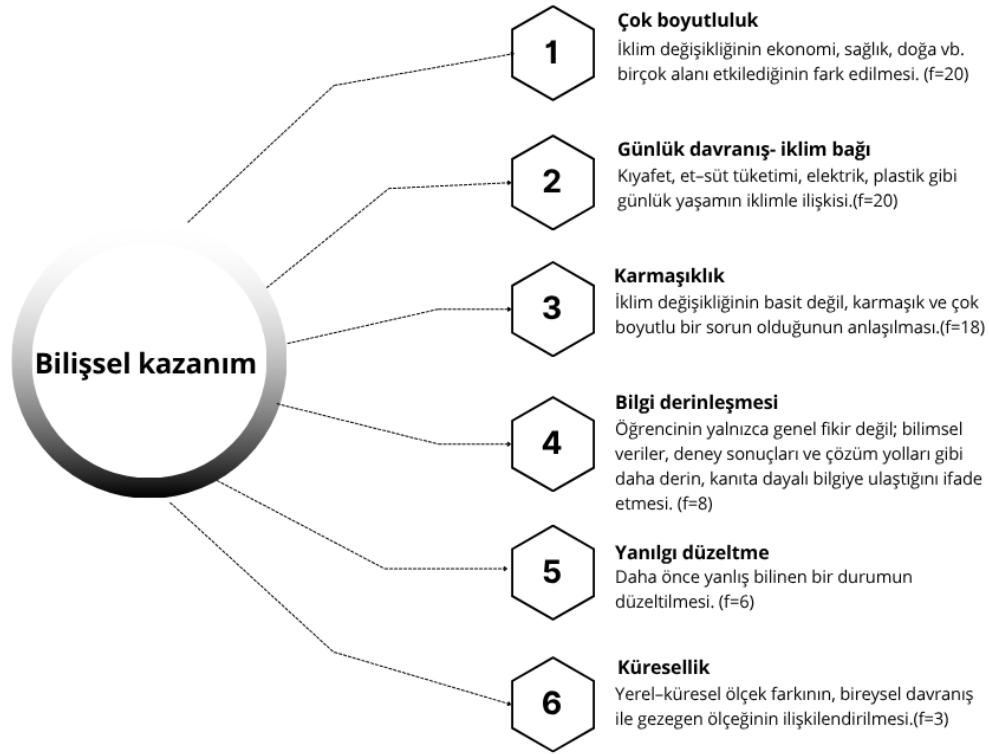 Bilişsel kazanım
1
Çok boyutluluk
İklim değişikliğinin ekonomi, sağlık, doğa vb.
birçok alanı etkilediğinin fark edilmesi. (f=20)
2
Günlük davranış- iklim bağı
Kıyafet, et–süt tüketimi, elektrik, plastik gibi
günlük yaşamın iklimle ilişkisi.(f=20)
3
Karmaşıklık
İklim değişikliğinin basit değil, karmaşık ve çok
boyutlu bir sorun olduğunun anlaşılması.(f=18)
4
Bilgi derinleşmesi
Öğrencinin yalnızca genel fikir değil; bilimsel
veriler, deney sonuçları ve çözüm yolları gibi
daha derin, kanıta dayalı bilgiye ulaştığını ifade
etmesi. (f=8)
5
Yanılgı düzeltme
Daha önce yanlış bilinen bir durumun
düzeltilmesi. (f=6)
6
Küresellik
Yerel–küresel ölçek farkının, bireysel davranış
ile gezegen ölçeğinin ilişkilendirilmesi.(f=3)